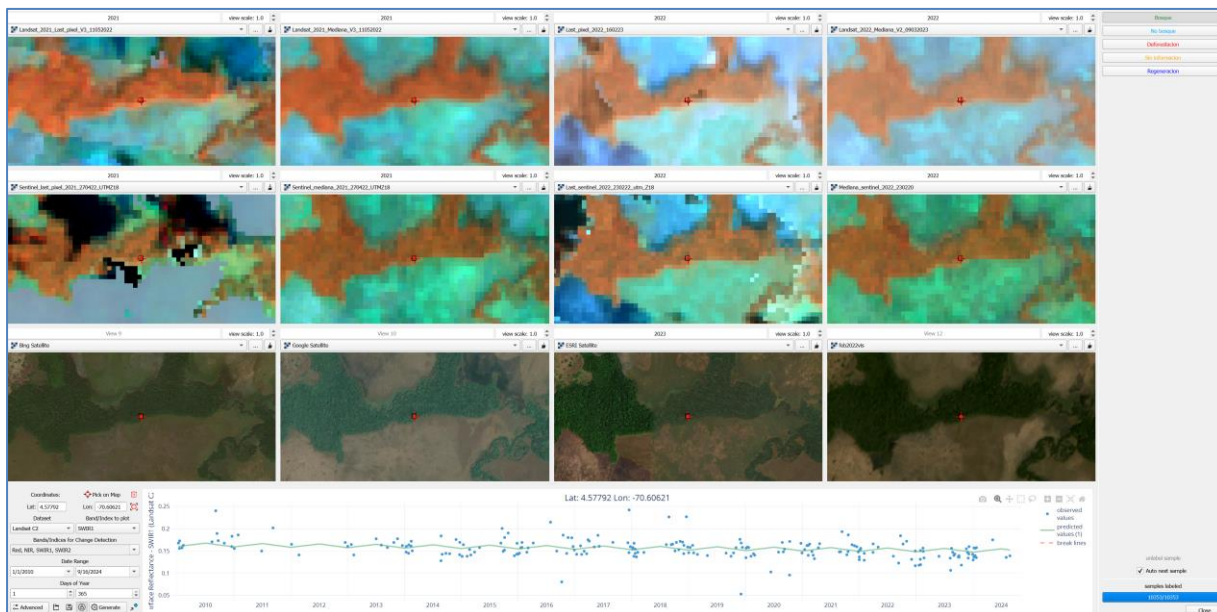 2021 view scale: 1.0 2021 view scale: 1.0 2022 view scale: 1.0 2022 view scale: 1.0
Landsat_2021_Last_pixel_V3_11052022 ... Landsat_2021_Mediana_V3_11052022 ... Last_pixel_2022_160223 ... Landsat_2022_Mediana_V2_09032023 ...
Bosque
No bosque
Deforestacion
Sin informacion
Regeneracion
2021 view scale: 1.0 2021 view scale: 1.0 2022 view scale: 1.0 2022 view scale: 1.0
Sentinel_last_pixel_2021_270422_UTMZ18 ... Sentinel_mediana_2021_270422_UTMZ18 ... Last_sentinel_2022_230222_utm_Z18 ... Mediana_sentinel_2022_230220 ...
View 9 view scale: 1.0 View 10 view scale: 1.0 2022 view scale: 1.0 View 12 view scale: 1.0
Bing Satellite ... Google Satellite ... ESRI Satellite ...
Coordinates: Pick on Map
Lat: 4.57792 Lon: -70.60621
Dataset Band/Index to plot
Landsat C2 SWIR1
Bands/Indices for Change Detection
Red, NIR, SWIR1, SWIR2
Date Range
9/16/2024
Days of Year
1 365
Advanced Generate
Lat: 4.57792 Lon: -70.60621
rface Reflectance - SWIR1 (Landsat C2
0.25
0.2
0.15
0.1
2010 2011 2012 2013 2014 2015 2016 2017 2018 2019 2020 2021 2022 2023 2024
observed
values
predicted
values (1)
break lines
unlabel sample
Auto next sample
samples labeled
Close